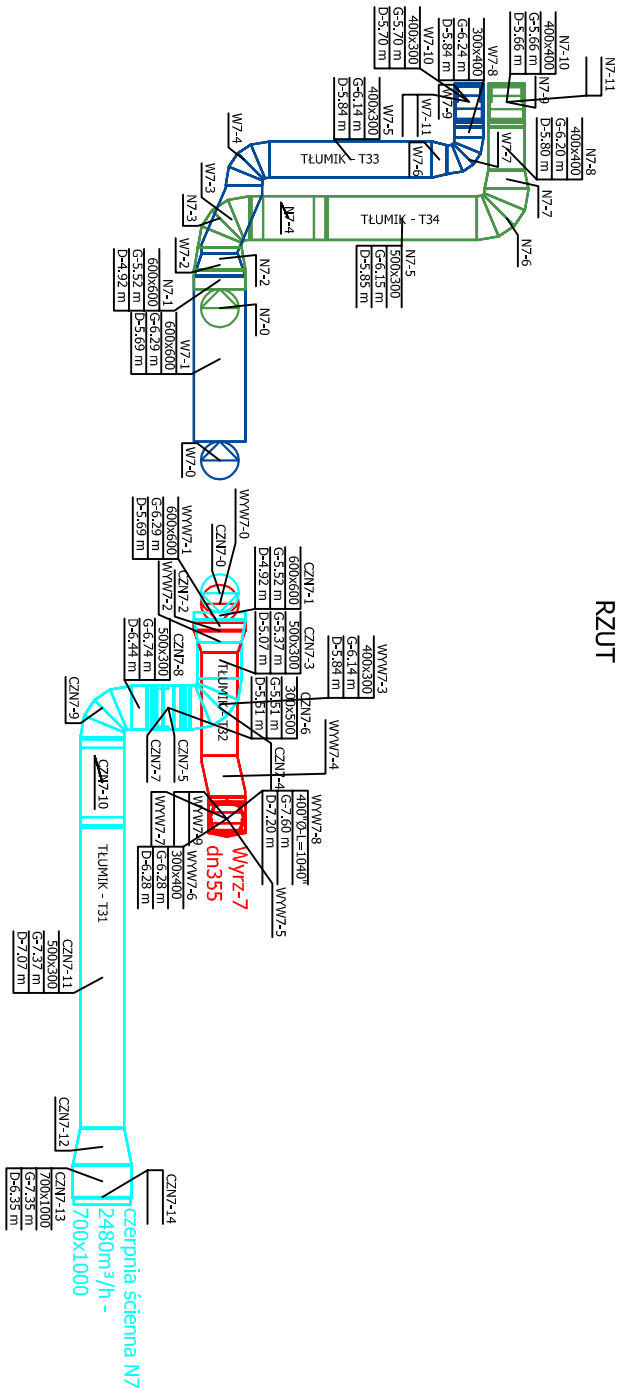 RZUT
N7-11
N7-10
400x400
G-5.66 m
D-5.66 m
N7-9
N7-8
400x400
G-6.20 m
D-5.80 m
N7-7
N7-6
W7-8
300x400
G-6.24 m
D-5.84 m
W7-9
W7-10
400x300
G-5.70 m
D-5.70 m
W7-11
W7-7
W7-6
W7-5
400x300
G-6.14 m
D-5.84 m
TŁUMIK - T33
TŁUMIK - T34
N7-5
500x300
G-6.15 m
D-5.85 m
N7-4
W7-4
W7-3
N7-3
W7-2
N7-2
N7-1
600x600
G-5.52 m
D-4.92 m
N7-0
W7-1
600x600
G-6.29 m
D-5.69 m
W7-0
WYW7-0
CZN7-0
WYW7-1
600x600
G-6.29 m
D-5.69 m
CZN7-1
600x600
G-5.52 m
D-4.92 m
CZN7-2
WYW7-2
CZN7-3
500x300
G-5.37 m
D-5.07 m
WYW7-3
400x300
G-6.14 m
D-5.84 m
TŁUMIK - T32
CZN7-6
300x500
G-5.51 m
D-5.51 m
CZN7-8
500x300
G-6.74 m
D-6.44 m
CZN7-9
CZN7-7
CZN7-5
CZN7-4
WYW7-4
WYW7-8
400"Ø-L=1040"
G-7.60 m
D-7.20 m
WYW7-5
WYW7-9
WYW7-7
WYW7-6
300x400
G-6.28 m
D-6.28 m
Wyrz-7
dn355
CZN7-10
TŁUMIK - T31
CZN7-11
500x300
G-7.37 m
D-7.07 m
CZN7-12
CZN7-13
700x1000
G-7.35 m
D-6.35 m
CZN7-14
czerpnia ścienna N7
2480m³/h -
700x1000